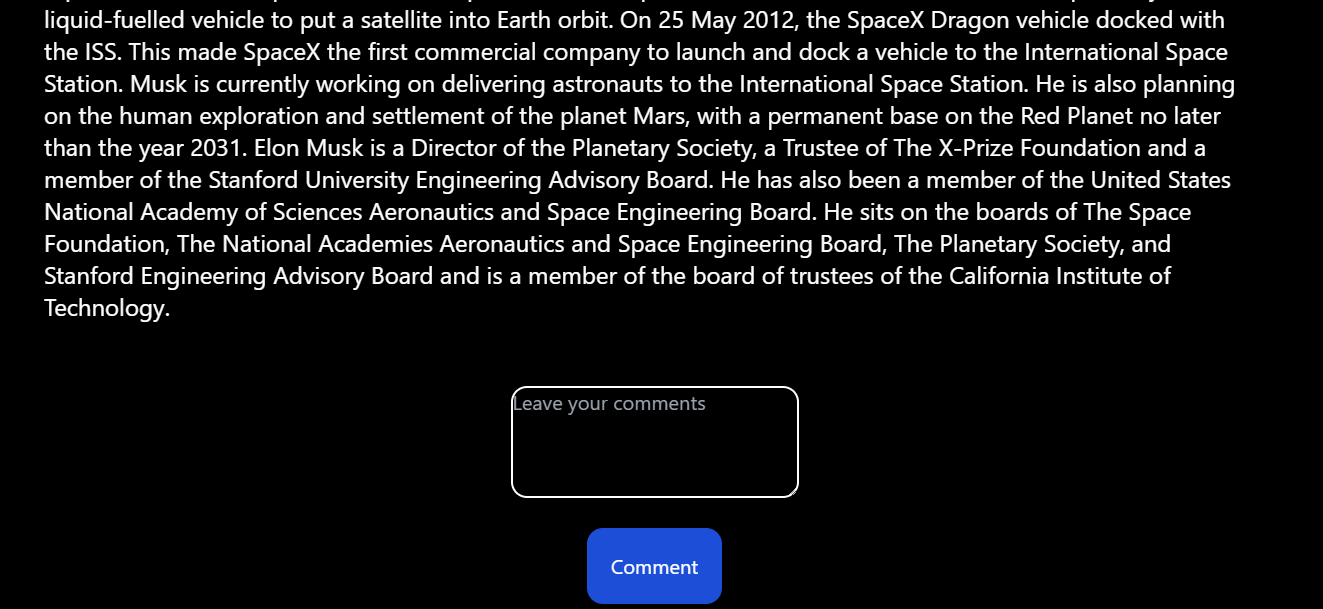 liquid-fuelled vehicle to put a satellite into Earth orbit. On 25 May 2012, the SpaceX Dragon vehicle docked with
the ISS. This made SpaceX the first commercial company to launch and dock a vehicle to the International Space
Station. Musk is currently working on delivering astronauts to the International Space Station. He is also planning
on the human exploration and settlement of the planet Mars, with a permanent base on the Red Planet no later
than the year 2031. Elon Musk is a Director of the Planetary Society, a Trustee of The X-Prize Foundation and a
member of the Stanford University Engineering Advisory Board. He has also been a member of the United States
National Academy of Sciences Aeronautics and Space Engineering Board. He sits on the boards of The Space
Foundation, The National Academies Aeronautics and Space Engineering Board, The Planetary Society, and
Stanford Engineering Advisory Board and is a member of the board of trustees of the California Institute of
Technology.
Leave your comments
Comment